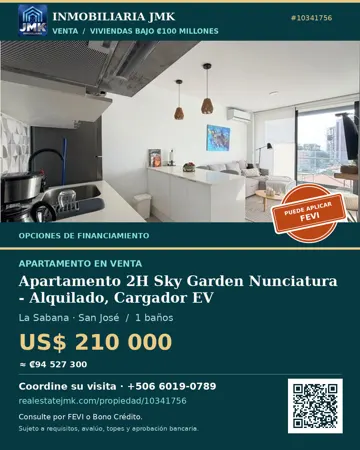 JMK
INMOBILIARIA JMK
#10341756
VENTA / VIVIENDAS BAJO ₡100 MILLONES
PUEDE APLICAR
FEVI
OPCIONES DE FINANCIAMIENTO
APARTAMENTO EN VENTA
Apartamento 2H Sky Garden Nunciatura
- Alquilado, Cargador EV
La Sabana · San José / 1 baños
US$ 210 000
≈ ₡94 527 300
Coordine su visita · +506 6019-0789
realestatejmk.com/propiedad/10341756
Consulte por FEVI o Bono Crédito.
Sujeto a requisitos, avalúo, topes y aprobación bancaria.